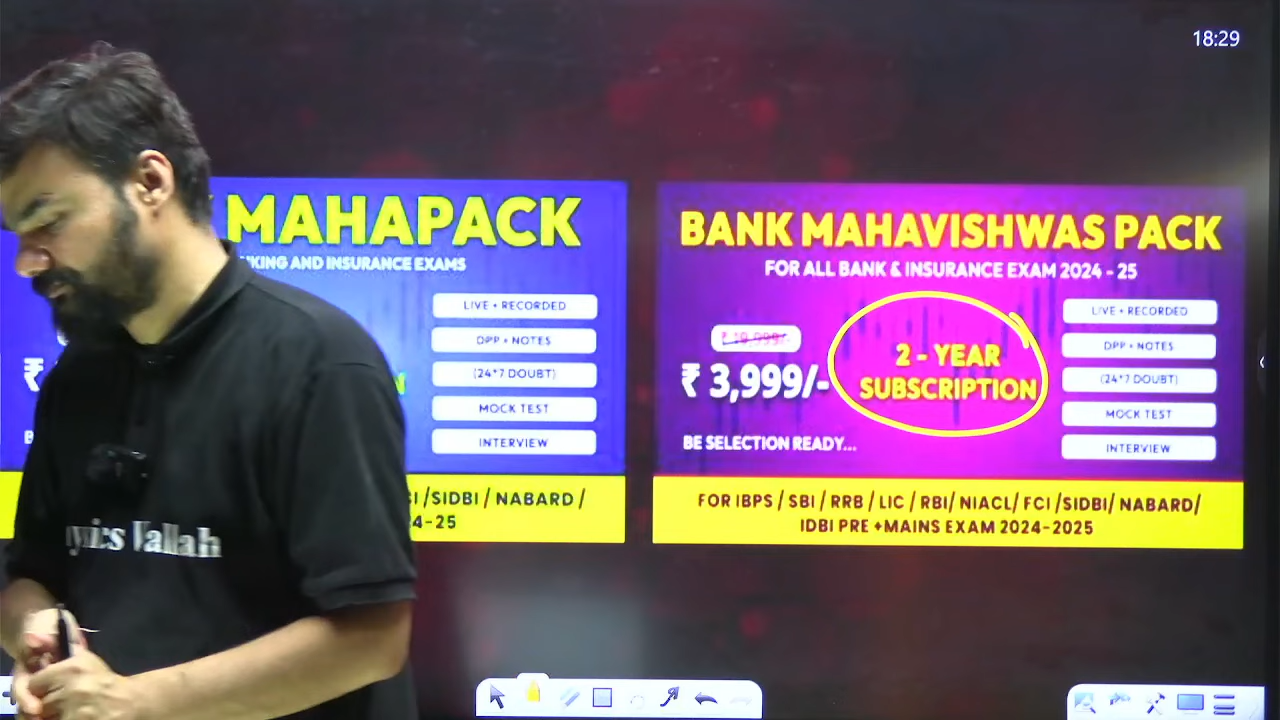 18:29
MAHAPACK
KING AND INSURANCE EXAMS
LIVE + RECORDED
DPP + NOTES
(24*7 DOUBT)
MOCK TEST
INTERVIEW
₹
N
/SIDBI / NABARD /
4-25
BANK MAHAVISHWAS PACK
FOR ALL BANK & INSURANCE EXAM 2024 - 25
₹ 3,999/-
2 - YEAR
SUBSCRIPTION
BE SELECTION READY...
LIVE + RECORDED
DPP + NOTES
(24*7 DOUBT)
MOCK TEST
INTERVIEW
FOR IBPS / SBI / RRB / LIC / RBI/ NIACL/ FCI /SIDBI/ NABARD/
IDBI PRE +MAINS EXAM 2024-2025
ysics Wallah